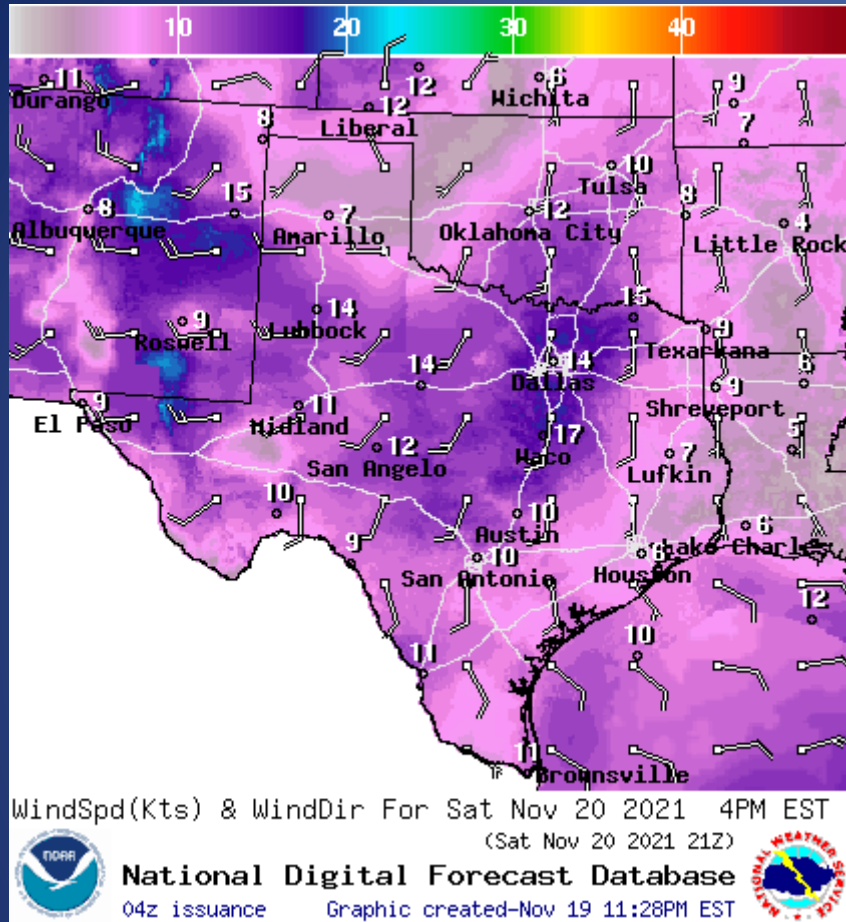 10 20 30 40
11 12 6 9
Durango Wichita
12
8 Liberal 7
10
Tulsa
8 15 7 12 8 4
Albuquerque Amarillo Oklahoma City Little Rock
14 15
9 Lubbock 9
Roswell 14 14 Texarkana 6
Dallas
9 11 9
El Paso Midland Shreveport
12 17 7 5
San Angelo Waco Lufkin
10 10 6
Austin Lake Charles
9 10 6
San Antonio Houston
12
11 10
11
Brownsville
WindSpd(Kts) & WindDir For Sat Nov 20 2021 4PM EST
(Sat Nov 20 2021 21Z)
NOAA
NATIONAL WEATHER SERVICE
National Digital Forecast Database
04z issuance Graphic created-Nov 19 11:28PM EST